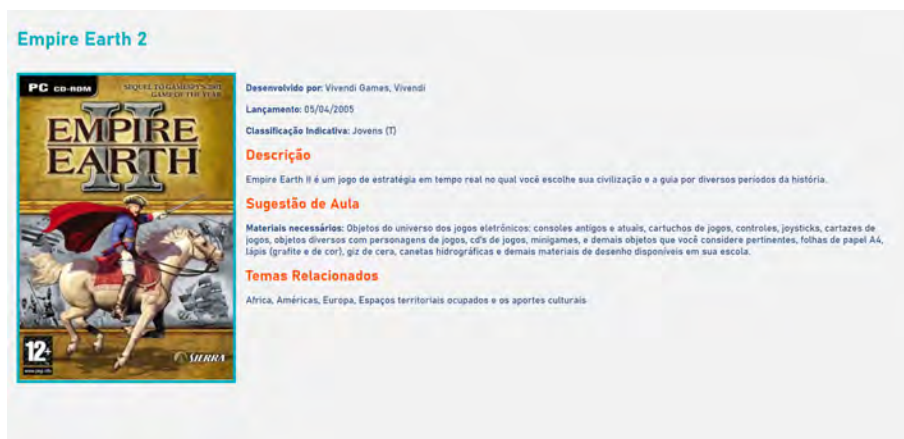 Empire Earth 2
PC CD-ROM
SEQUEL TO GAMESPY'S 2001
GAME OF THE YEAR
II
EMPIRE
EARTH
12+
www.pegi.info
SIERRA
Desenvolvido por: Vivendi Games, Vivendi
Lançamento: 05/04/2005
Classificação Indicativa: Jovens (T)
Descrição
Empire Earth II é um jogo de estratégia em tempo real no qual você escolhe sua civilização e a guia por diversos períodos da história.
Sugestão de Aula
Materiais necessários: Objetos do universo dos jogos eletrônicos: consoles antigos e atuais, cartuchos de jogos, controles, joysticks, cartazes de
jogos, objetos diversos com personagens de jogos, cd's de jogos, minigames, e demais objetos que você considere pertinentes, folhas de papel A4,
lápis (grafite e de cor), giz de cera, canetas hidrográficas e demais materiais de desenho disponíveis em sua escola.
Temas Relacionados
Africa, Américas, Europa, Espaços territoriais ocupados e os aportes culturais